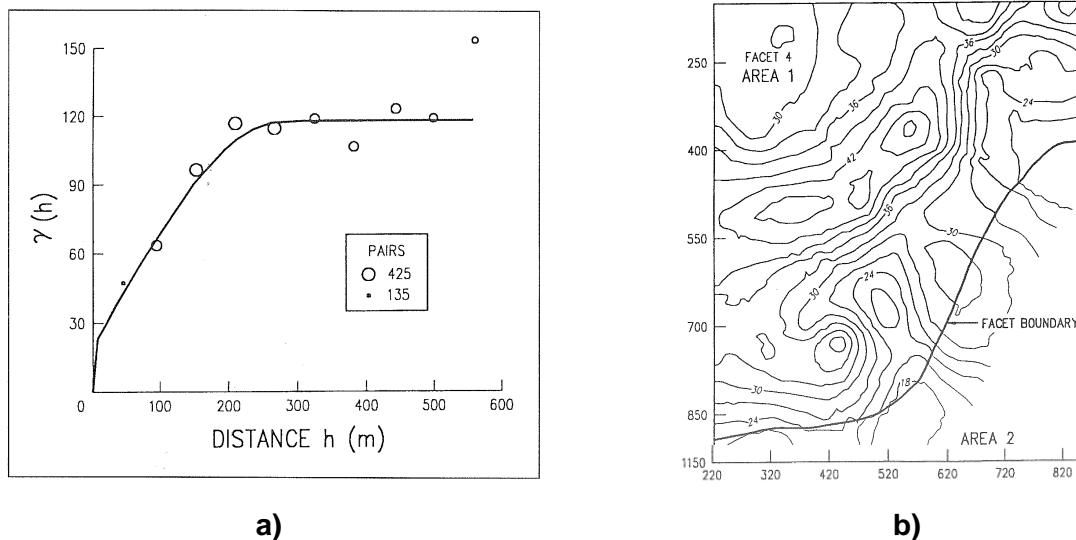 150
120
90
60
30
0
γ (h)
PAIRS
425
135
0 100 200 300 400 500 600
DISTANCE h (m)
a)
250
400
550
700
850
1150
220 320 420 520 620 720 820
FACET 4
AREA 1
36
30
24
30
36
42
36
30
24
30
FACET BOUNDARY
18
30
24
AREA 2
b)